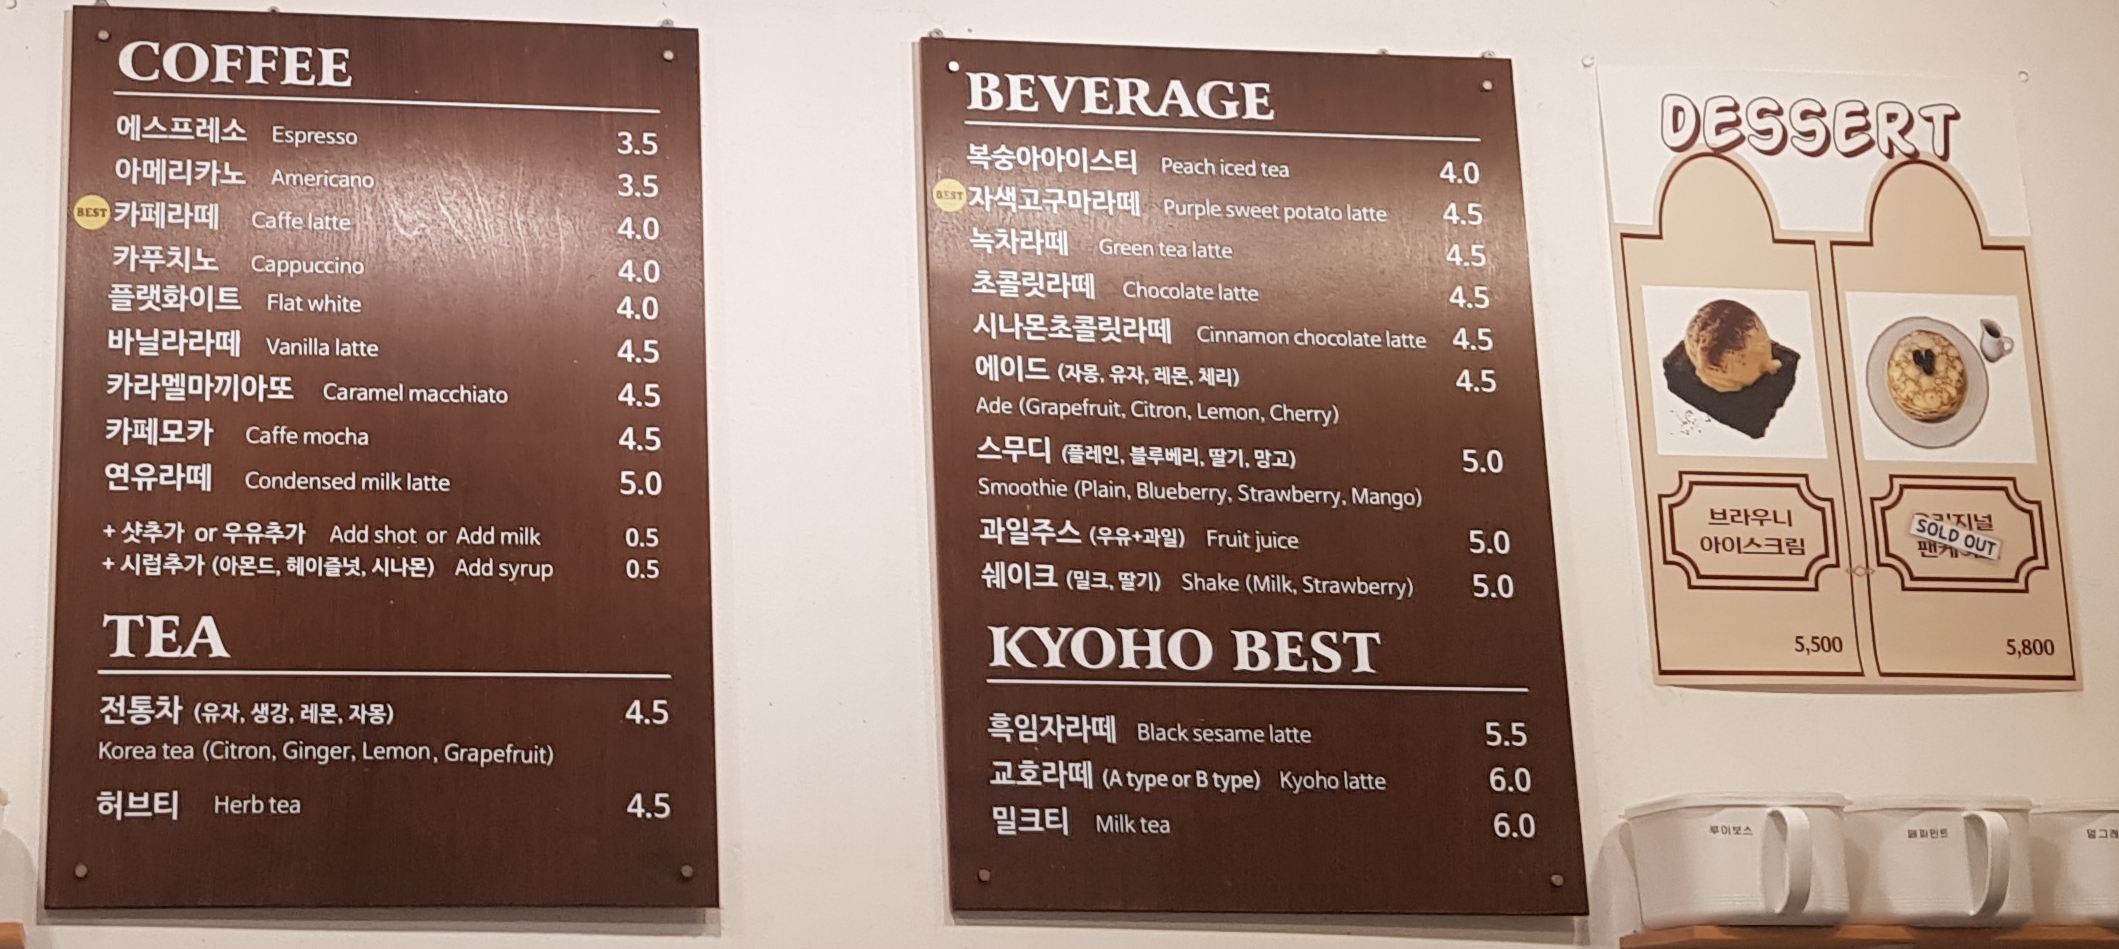 COFFEE
에스프레소 Espresso 3.5
아메리카노 Americano 3.5
BEST 카페라떼 Caffe latte 4.0
카푸치노 Cappuccino 4.0
플랫화이트 Flat white 4.0
바닐라라떼 Vanilla latte 4.5
카라멜마끼아또 Caramel macchiato 4.5
카페모카 Caffe mocha 4.5
연유라떼 Condensed milk latte 5.0
+ 샷추가 or 우유추가 Add shot or Add milk 0.5
+ 시럽추가 (아몬드, 헤이즐넛, 시나몬) Add syrup 0.5
TEA
전통차 (유자, 생강, 레몬, 자몽) 4.5
Korea tea (Citron, Ginger, Lemon, Grapefruit)
허브티 Herb tea 4.5
BEVERAGE
복숭아아이스티 Peach iced tea 4.0
BEST 자색고구마라떼 Purple sweet potato latte 4.5
녹차라떼 Green tea latte 4.5
초콜릿라떼 Chocolate latte 4.5
시나몬초콜릿라떼 Cinnamon chocolate latte 4.5
에이드 (자몽, 유자, 레몬, 체리) 4.5
Ade (Grapefruit, Citron, Lemon, Cherry)
스무디 (플레인, 블루베리, 딸기, 망고) 5.0
Smoothie (Plain, Blueberry, Strawberry, Mango)
과일주스 (우유+과일) Fruit juice 5.0
쉐이크 (밀크, 딸기) Shake (Milk, Strawberry) 5.0
KYOHO BEST
흑임자라떼 Black sesame latte 5.5
교호라떼 (A type or B type) Kyoho latte 6.0
밀크티 Milk tea 6.0
DESSERT
브라우니
아이스크림
5,500
SOLD OUT
5,800
루이보스
페퍼민트
얼그레